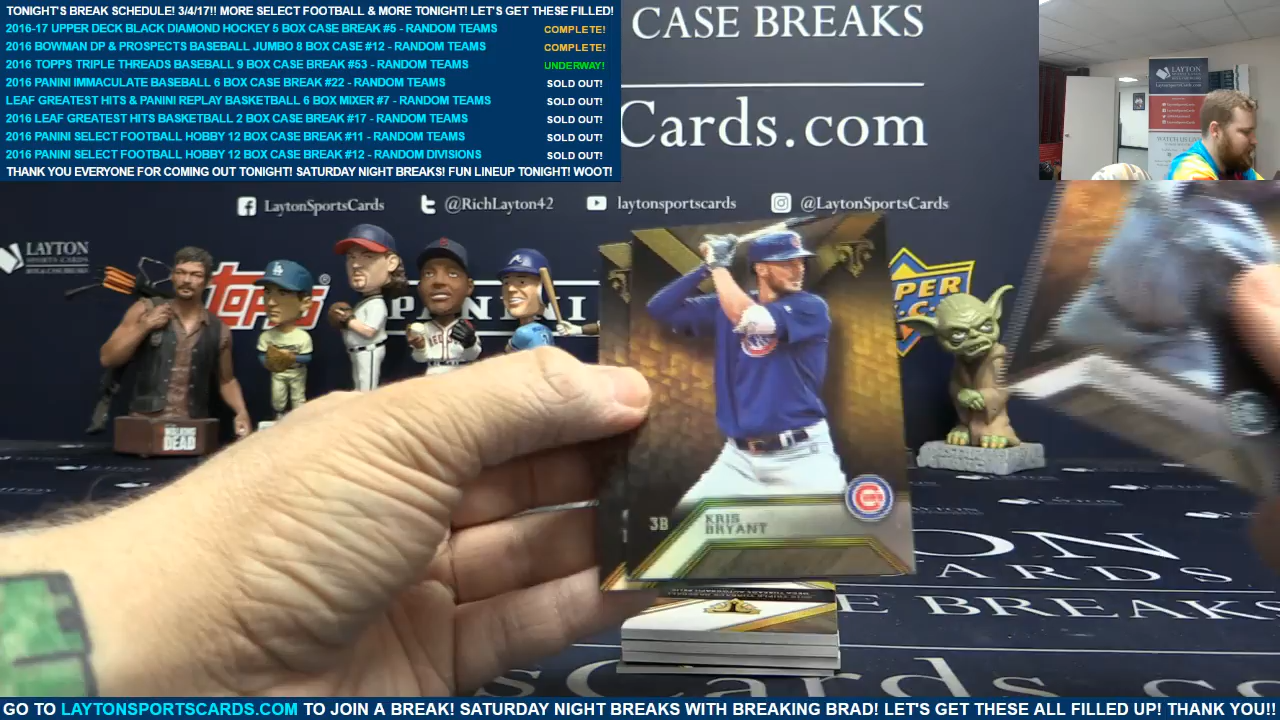 TONIGHT'S BREAK SCHEDULE! 3/4/17!! MORE SELECT FOOTBALL & MORE TONIGHT! LET'S GET THESE FILLED!
2016-17 UPPER DECK BLACK DIAMOND HOCKEY 5 BOX CASE BREAK #5 - RANDOM TEAMS COMPLETE!
2016 BOWMAN DP & PROSPECTS BASEBALL JUMBO 8 BOX CASE #12 - RANDOM TEAMS COMPLETE!
2016 TOPPS TRIPLE THREADS BASEBALL 9 BOX CASE BREAK #53 - RANDOM TEAMS UNDERWAY!
2016 PANINI IMMACULATE BASEBALL 6 BOX CASE BREAK #22 - RANDOM TEAMS SOLD OUT!
LEAF GREATEST HITS & PANINI REPLAY BASKETBALL 6 BOX MIXER #7 - RANDOM TEAMS SOLD OUT!
2016 LEAF GREATEST HITS BASKETBALL 2 BOX CASE #17 - RANDOM TEAMS SOLD OUT!
2016 PANINI SELECT FOOTBALL HOBBY 12 BOX CASE BREAK #11 - RANDOM TEAMS SOLD OUT!
2016 PANINI SELECT FOOTBALL HOBBY 12 BOX CASE BREAK #12 - RANDOM DIVISIONS SOLD OUT!
THANK YOU EVERYONE FOR COMING OUT TONIGHT! SATURDAY NIGHT BREAKS! FUN LINEUP TONIGHT! WOOT!
CASE BREAKS
Cards.com
LaytonSportsCards @RichLayton42 laytonsportscards @LaytonSportsCards
LAYTON
topps
PANINI
PER
WALKING
DEAD
3B KRIS
BRYANT
ON
CARDS
E BREAKS
GO TO LAYTONSPORTSCARDS.COM TO JOIN A BREAK! SATURDAY NIGHT BREAKS WITH BREAKING BRAD! LET'S GET THESE ALL FILLED UP! THANK YOU!!